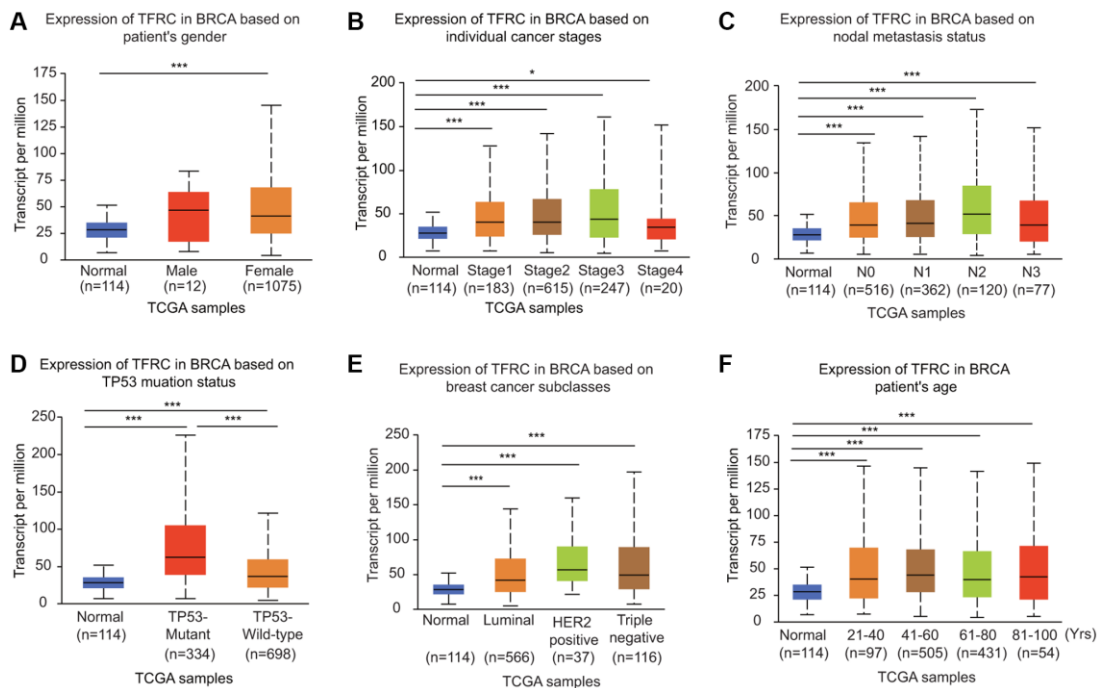 A
Expression of TFRC in BRCA based on
patient's gender
***
Transcript per million
175
150
125
100
75
50
25
0
Normal Male Female
(n=114) (n=12) (n=1075)
TCGA samples
B
Expression of TFRC in BRCA based on
individual cancer stages
*
***
***
***
Transcript per million
200
150
100
50
0
Normal Stage1 Stage2 Stage3 Stage4
(n=114) (n=183) (n=615) (n=247) (n=20)
TCGA samples
C
Expression of TFRC in BRCA based on
nodal metastasis status
***
***
***
***
Transcript per million
200
150
100
50
0
Normal N0 N1 N2 N3
(n=114) (n=516) (n=362) (n=120) (n=77)
TCGA samples
D
Expression of TFRC in BRCA based on
TP53 muation status
***
*** ***
Transcript per million
250
200
150
100
50
0
Normal TP53- TP53-
(n=114) Mutant Wild-type
(n=334) (n=698)
TCGA samples
E
Expression of TFRC in BRCA based on
breast cancer subclasses
***
***
***
Transcript per million
250
200
150
100
50
0
Normal Luminal HER2 Triple
positive negative
(n=114) (n=566) (n=37) (n=116)
TCGA samples
F
Expression of TFRC in BRCA
patient's age
***
***
***
***
Transcript per million
175
150
125
100
75
50
25
0
Normal 21-40 41-60 61-80 81-100 (Yrs)
(n=114) (n=97) (n=505) (n=431) (n=54)
TCGA samples